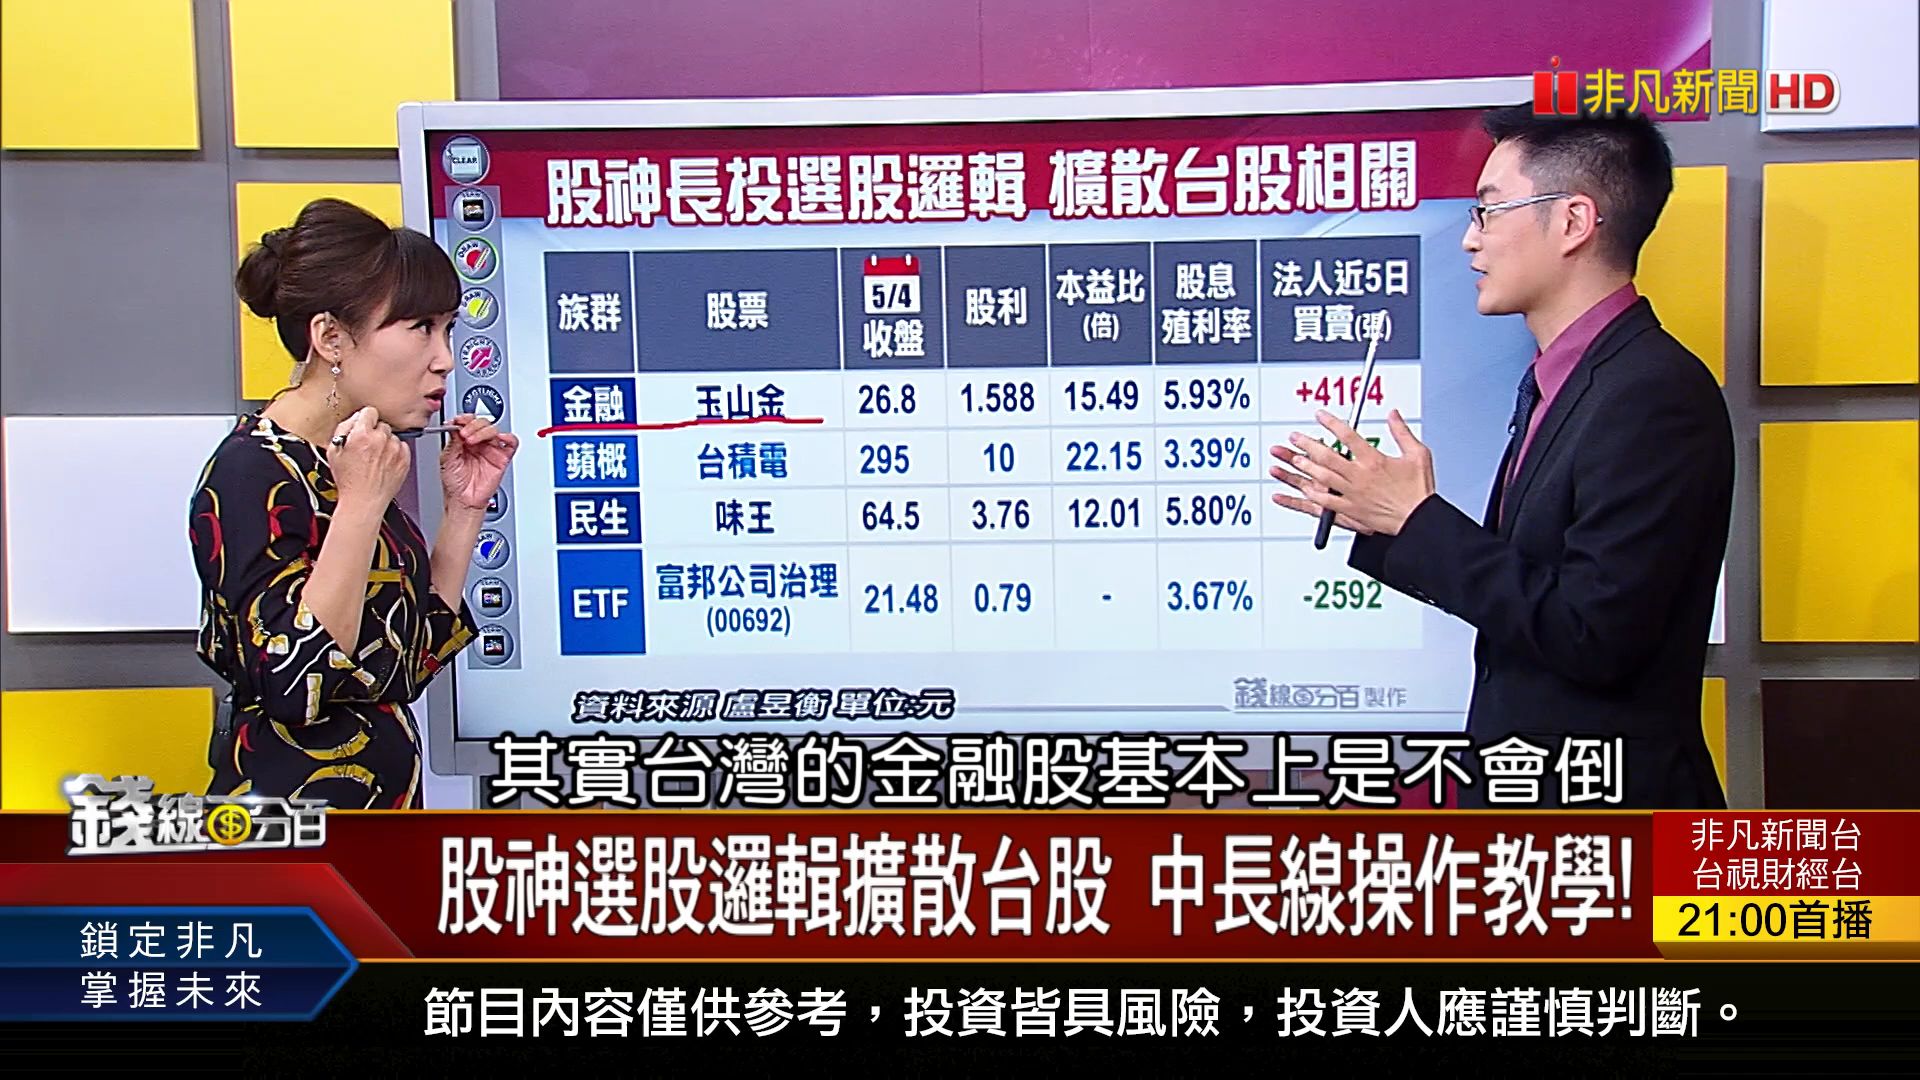 非凡新聞HD
CLEAR
股神長投選股邏輯 擴散台股相關
族群 股票 5/4收盤 股利 本益比(倍) 股息殖利率 法人近5日買賣(張)
金融 玉山金 26.8 1.588 15.49 5.93% +4164
蘋概 台積電 295 10 22.15 3.39%
民生 味王 64.5 3.76 12.01 5.80%
ETF 富邦公司治理(00692) 21.48 0.79 - 3.67% -2592
資料來源 盧昱衡 單位:元
錢線百分百 製作
其實台灣的金融股基本上是不會倒
錢線百分百
股神選股邏輯擴散台股 中長線操作教學!
非凡新聞台
台視財經台
21:00首播
鎖定非凡
掌握未來
節目內容僅供參考，投資皆具風險，投資人應謹慎判斷。